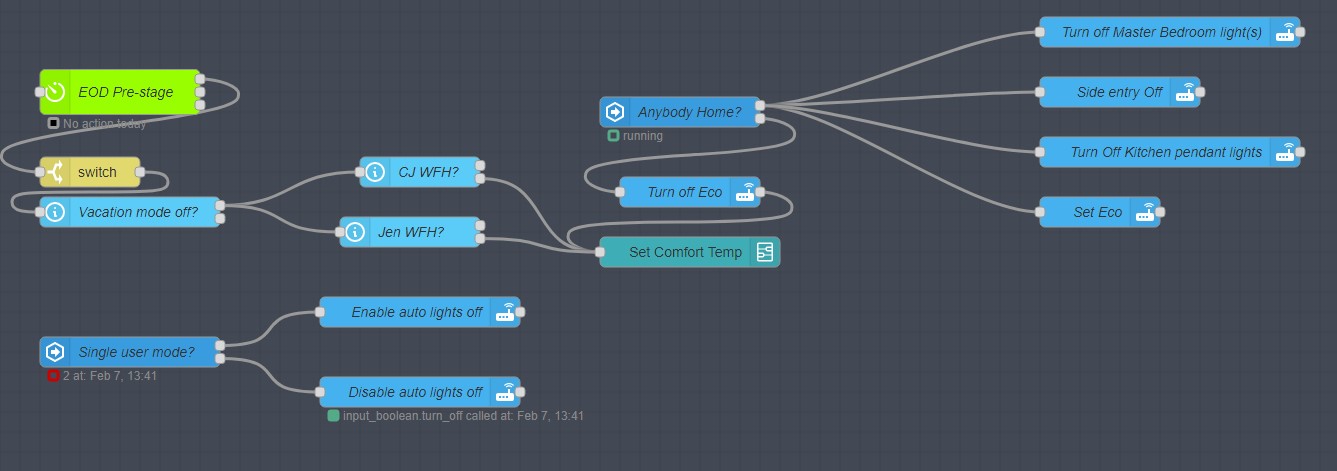 Turn off Master Bedroom light(s)
EOD Pre-stage
Side entry Off
Anybody Home?
No action today
running
Turn Off Kitchen pendant lights
switch
CJ WFH?
Turn off Eco
Vacation mode off?
Set Eco
Jen WFH?
Set Comfort Temp
Enable auto lights off
Single user mode?
2 at: Feb 7, 13:41
Disable auto lights off
input_boolean.turn_off called at: Feb 7, 13:41